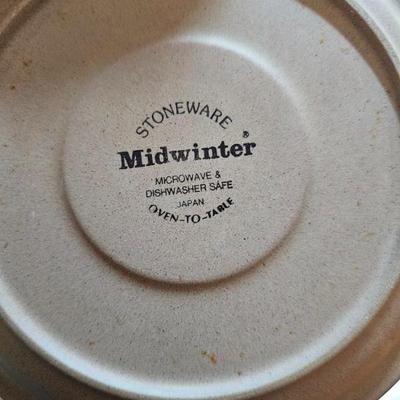 STONEWARE
Midwinter®
MICROWAVE &
DISHWASHER SAFE
JAPAN
OVEN-TO-TABLE